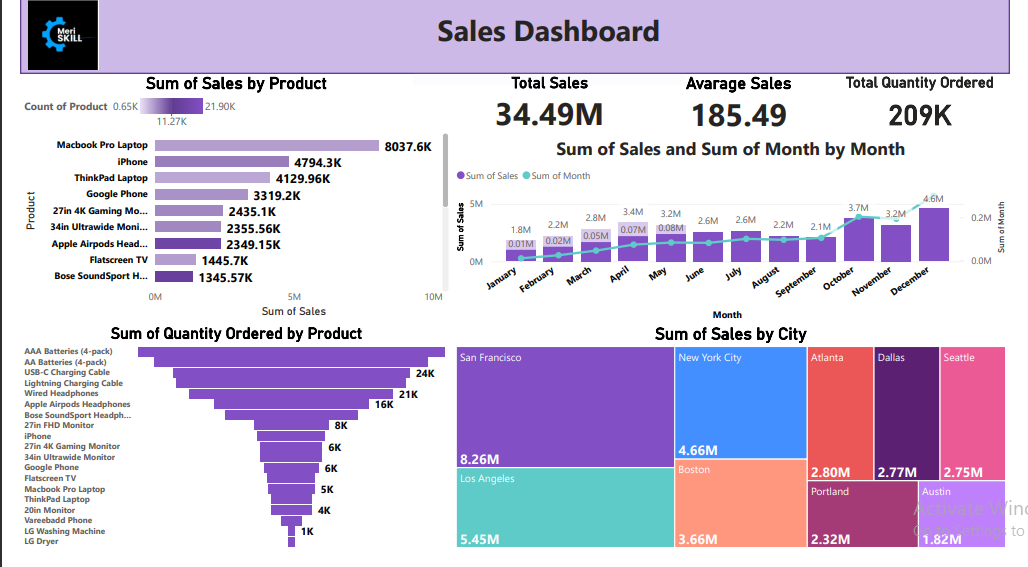 Meri
SKILL
Sales Dashboard
Sum of Sales by Product
Count of Product 0.65K 21.90K
11.27K
Product
Macbook Pro Laptop 8037.6K
iPhone 4794.3K
ThinkPad Laptop 4129.96K
Google Phone 3319.2K
27in 4K Gaming Mo... 2435.1K
34in Ultrawide Moni... 2355.56K
Apple Airpods Head... 2349.15K
Flatscreen TV 1445.7K
Bose SoundSport H... 1345.57K
0M 5M 10M
Sum of Sales
Total Sales
34.49M
Avarage Sales
185.49
Total Quantity Ordered
209K
Sum of Sales and Sum of Month by Month
Sum of Sales Sum of Month
Sum of Sales
5M
0M
1.8M 2.2M 2.8M 3.4M 3.2M 2.6M 2.6M 2.2M 2.1M 3.7M 3.2M 4.6M
0.01M 0.02M 0.05M 0.07M 0.08M
0.2M
0.0M
Sum of Month
January February March April May June July August September October November December
Month
Sum of Quantity Ordered by Product
AAA Batteries (4-pack)
AA Batteries (4-pack)
USB-C Charging Cable 24K
Lightning Charging Cable
Wired Headphones 21K
Apple Airpods Headphones 16K
Bose SoundSport Headph...
27in FHD Monitor 8K
iPhone
27in 4K Gaming Monitor 6K
34in Ultrawide Monitor
Google Phone 6K
Flatscreen TV
Macbook Pro Laptop 5K
ThinkPad Laptop
20in Monitor 4K
Vareebadd Phone
LG Washing Machine 1K
LG Dryer
Sum of Sales by City
San Francisco
8.26M
Los Angeles
5.45M
New York City
4.66M
Boston
3.66M
Atlanta
2.80M
Dallas
2.77M
Seattle
2.75M
Portland
2.32M
Austin
1.82M
Activate Win
Go to Settings to